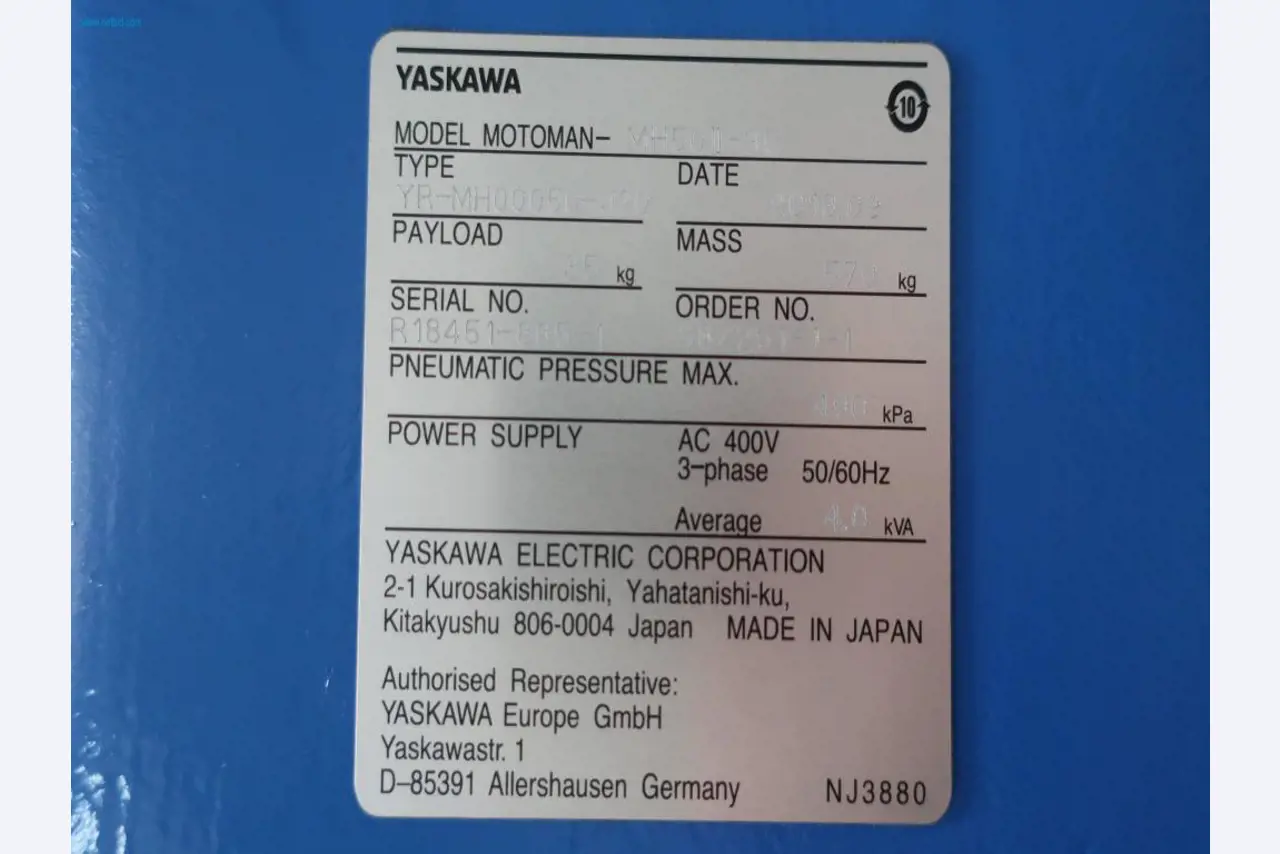 YASKAWA
10
MODEL MOTOMAN-
TYPE DATE
PAYLOAD MASS
kg kg
SERIAL NO. ORDER NO.
PNEUMATIC PRESSURE MAX.
kPa
POWER SUPPLY AC 400V
3-phase 50/60Hz
Average 4.0 kVA
YASKAWA ELECTRIC CORPORATION
2-1 Kurosakishiroishi, Yahatanishi-ku,
Kitakyushu 806-0004 Japan MADE IN JAPAN
Authorised Representative:
YASKAWA Europe GmbH
Yaskawastr. 1
D-85391 Allershausen Germany NJ3880